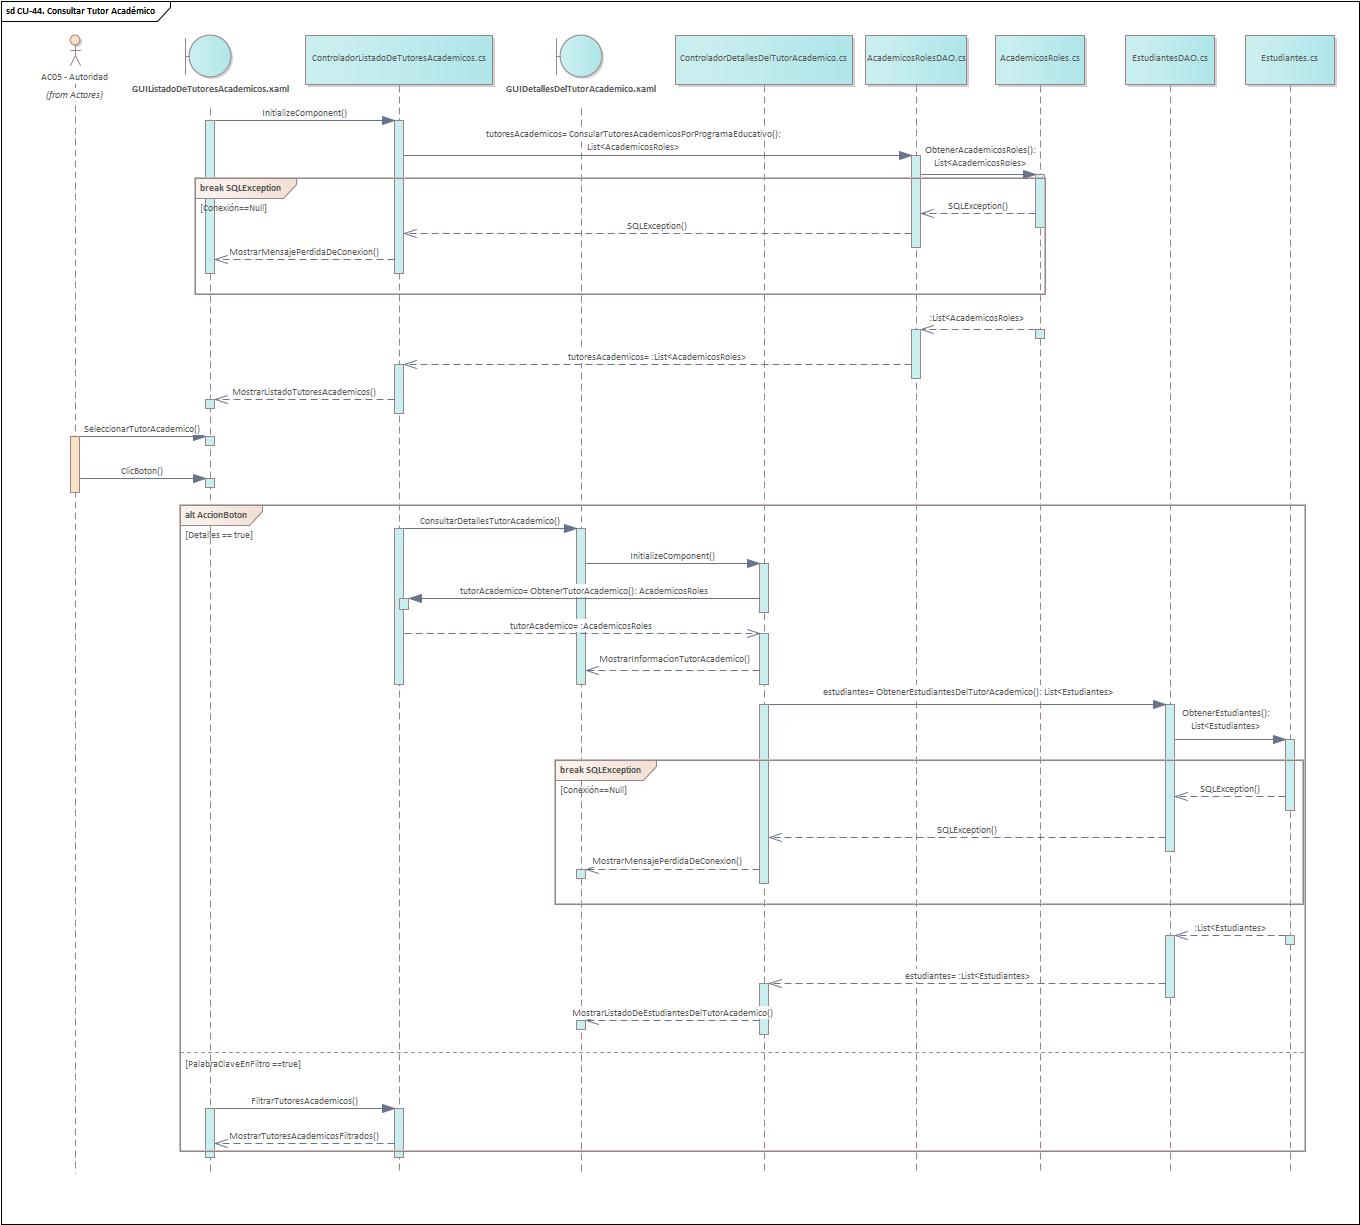 sd CU-44. Consultar Tutor Académico
AC05 - Autoridad
(from Actores)
GUIListadoDeTutoresAcademicos.xaml
ControladorListadoDeTutoresAcademicos.cs
GUIDetallesDelTutorAcademico.xaml
ControladorDetallesDelTutorAcademico.cs
AcademicosRolesDAO.cs
AcademicosRoles.cs
EstudiantesDAO.cs
Estudiantes.cs
InitializeComponent()
tutoresAcademicos= ConsularTutoresAcademicosPorProgramaEducativo():
List<AcademicosRoles>
ObtenerAcademicosRoles():
List<AcademicosRoles>
break SQLException
[Conexión==Null]
SQLException()
SQLException()
MostrarMensajePerdidaDeConexion()
:List<AcademicosRoles>
tutoresAcademicos= :List<AcademicosRoles>
MostrarListadoTutoresAcademicos()
SeleccionarTutorAcademico()
ClicBoton()
alt AccionBoton
[Detalles == true]
ConsultarDetallesTutorAcademico()
InitializeComponent()
tutorAcademico= ObtenerTutorAcademico(): AcademicosRoles
tutorAcademico= :AcademicosRoles
MostrarInformacionTutorAcademico()
estudiantes= ObtenerEstudiantesDelTutorAcademico(): List<Estudiantes>
ObtenerEstudiantes():
List<Estudiantes>
break SQLException
[Conexión==Null]
SQLException()
SQLException()
MostrarMensajePerdidaDeConexion()
:List<Estudiantes>
estudiantes= :List<Estudiantes>
MostrarListadoDeEstudiantesDelTutorAcademico()
[PalabraClaveEnFiltro ==true]
FiltrarTutoresAcademicos()
MostrarTutoresAcademicosFiltrados()